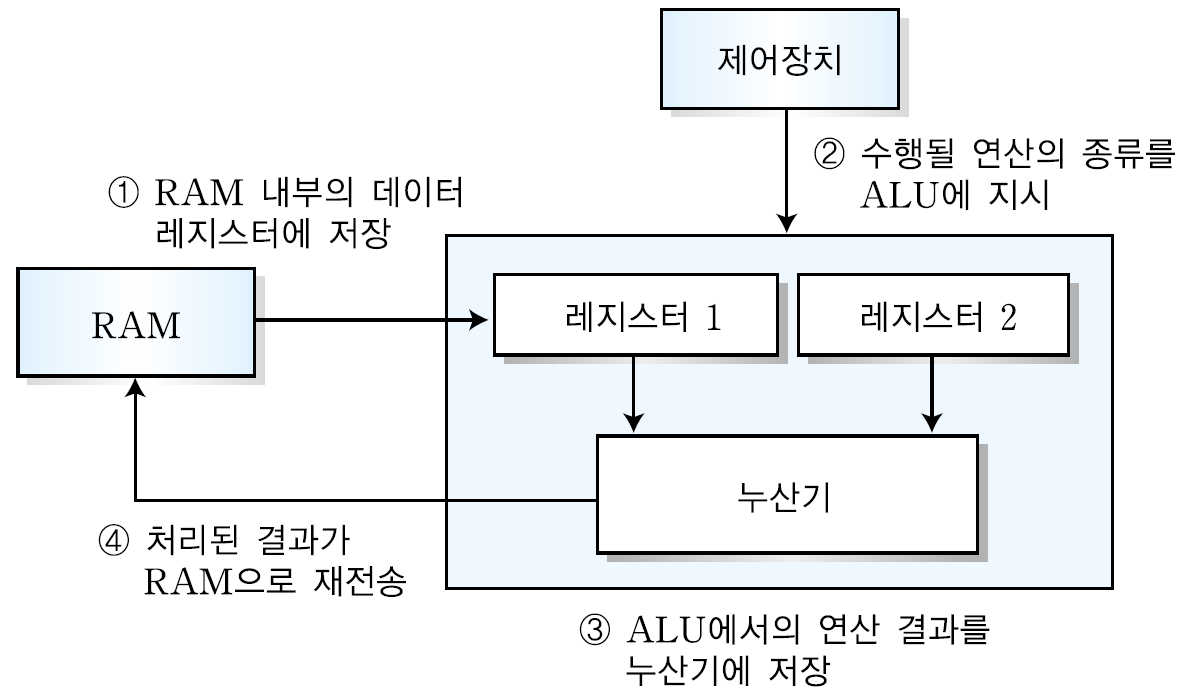 제어장치
② 수행될 연산의 종류를
ALU에 지시
① RAM 내부의 데이터
레지스터에 저장
RAM
레지스터 1
레지스터 2
누산기
④ 처리된 결과가
RAM으로 재전송
③ ALU에서의 연산 결과를
누산기에 저장